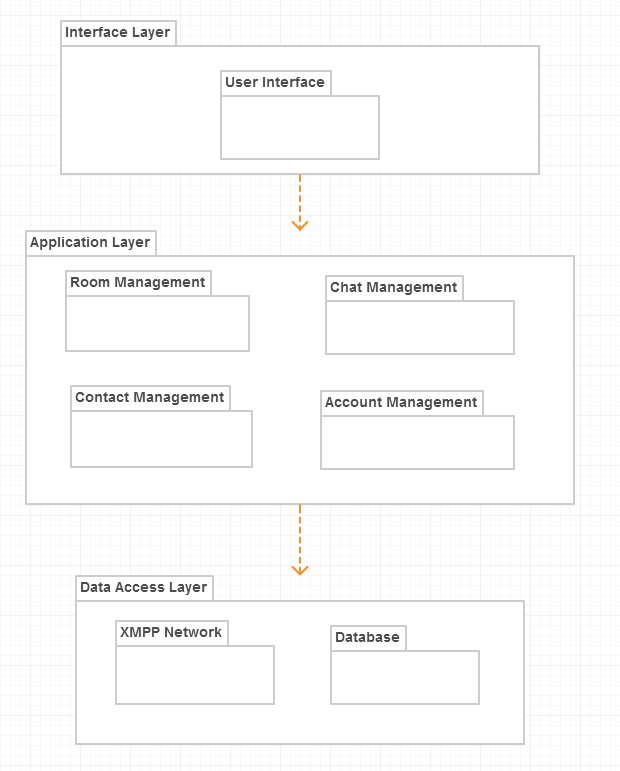 Interface Layer
User Interface
Application Layer
Room Management
Chat Management
Contact Management
Account Management
Data Access Layer
XMPP Network
Database